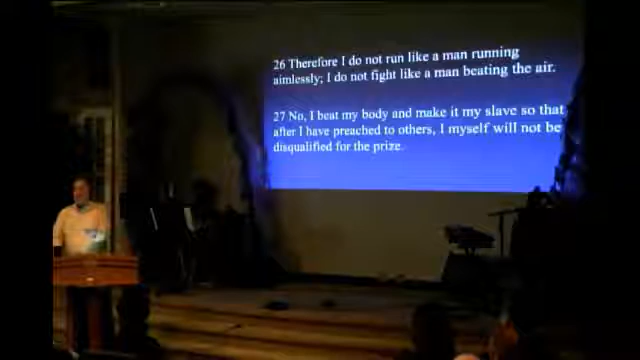 26 Therefore I do not run like a man running
aimlessly; I do not fight like a man beating the air.
27 No, I beat my body and make it my slave so that
after I have preached to others, I myself will not be
disqualified for the prize.